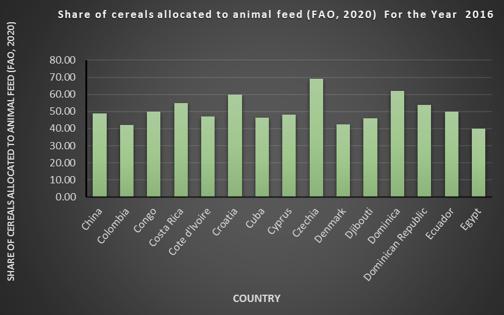 Share of cereals allocated to animal feed (FAO, 2020)  For the Year  2016
SHARE OF CEREALS ALLOCATED TO ANIMAL FEED (FAO, 2020)
80.00
70.00
60.00
50.00
40.00
30.00
20.00
10.00
0.00
China
Colombia
Congo
Costa Rica
Cote d'Ivoire
Croatia
Cuba
Cyprus
Czechia
Denmark
Djibouti
Dominica
Dominican Republic
Ecuador
Egypt
COUNTRY